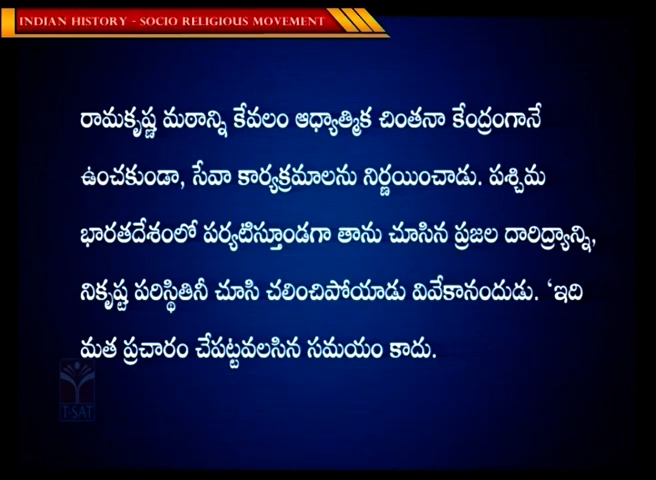 INDIAN HISTORY - SOCIO RELIGIOUS MOVEMENT
రామకృష్ణ మఠాన్ని కేవలం ఆధ్యాత్మిక చింతనా కేంద్రంగానే
ఉంచకుండా, సేవా కార్యక్రమాలను నిర్ణయించాడు. పశ్చిమ
భారతదేశంలో పర్యటిస్తూండగా తాను చూసిన ప్రజల దారిద్ర్యాన్ని,
నికృష్ట పరిస్థితినీ చూసి చలించిపోయాడు వివేకానందుడు. ‘ఇది
మత ప్రచారం చేపట్టవలసిన సమయం కాదు.
T-SAT